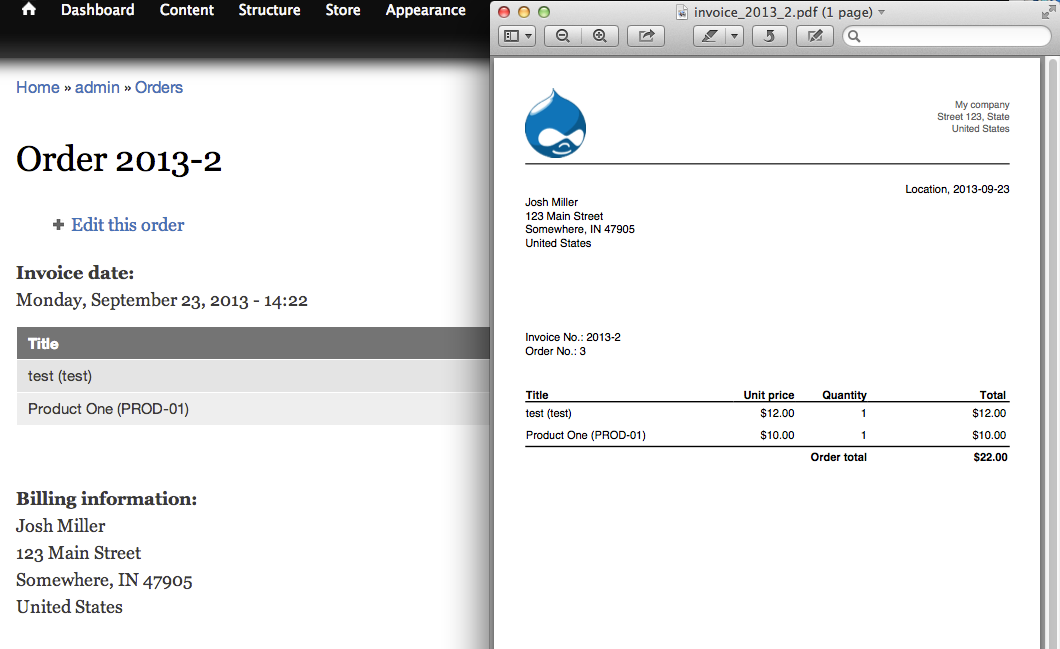 Dashboard Content Structure Store Appearance
Home » admin » Orders
Order 2013-2
Edit this order
Invoice date:
Monday, September 23, 2013 - 14:22
Title
test (test)
Product One (PROD-01)
Billing information:
Josh Miller
123 Main Street
Somewhere, IN 47905
United States
invoice_2013_2.pdf (1 page)
My company
Street 123, State
United States
Location, 2013-09-23
Josh Miller
123 Main Street
Somewhere, IN 47905
United States
Invoice No.: 2013-2
Order No.: 3
Title Unit price Quantity Total
test (test) $12.00 1 $12.00
Product One (PROD-01) $10.00 1 $10.00
Order total $22.00